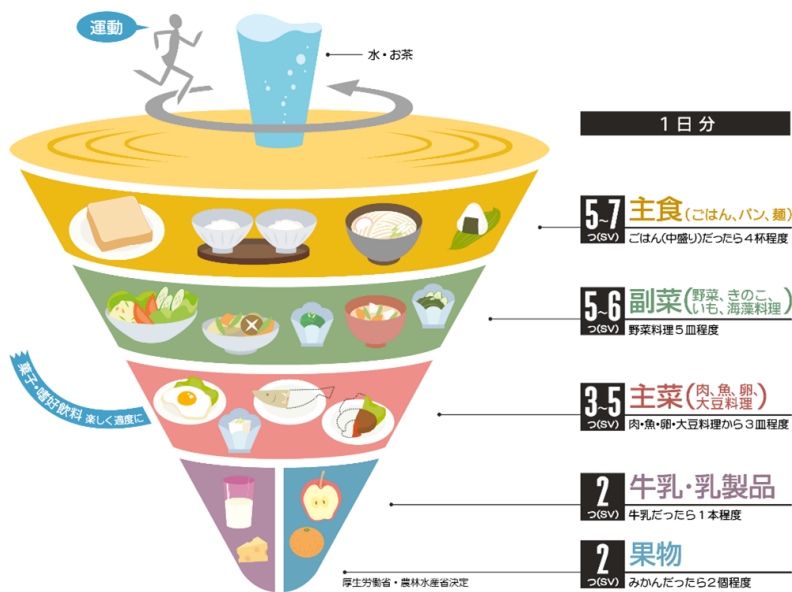 運動
水・お茶
1日分
5~7
つ(SV)
主食(ごはん、パン、麺)
ごはん(中盛り)だったら4杯程度
5~6
つ(SV)
副菜(野菜、きのこ、
いも、海藻料理)
野菜料理5皿程度
菓子・嗜好飲料 楽しく適度に
3~5
つ(SV)
主菜(肉、魚、卵、
大豆料理)
肉・魚・卵・大豆料理から3皿程度
2
つ(SV)
牛乳・乳製品
牛乳だったら1本程度
2
つ(SV)
果物
みかんだったら2個程度
厚生労働省・農林水産省決定